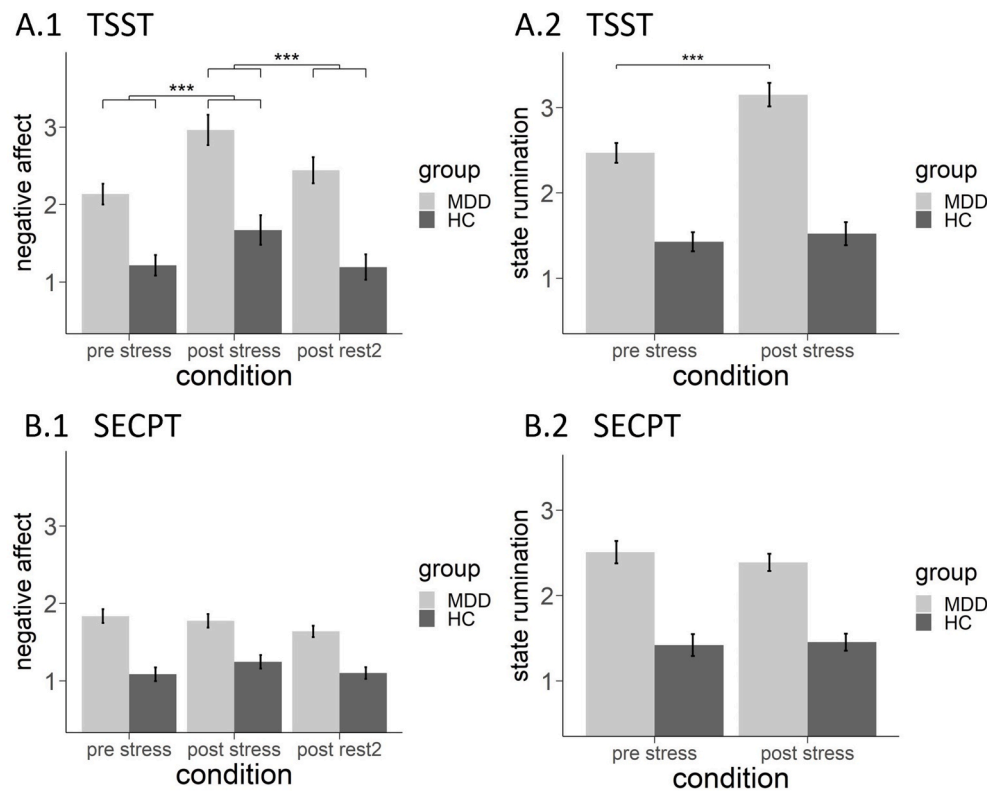 A.1 TSST
***
***
negative affect
3
2
1
pre stress post stress post rest2
condition
group
MDD
HC
A.2 TSST
***
state rumination
3
2
1
pre stress post stress
condition
group
MDD
HC
B.1 SECPT
negative affect
3
2
1
pre stress post stress post rest2
condition
group
MDD
HC
B.2 SECPT
state rumination
3
2
1
pre stress post stress
condition
group
MDD
HC